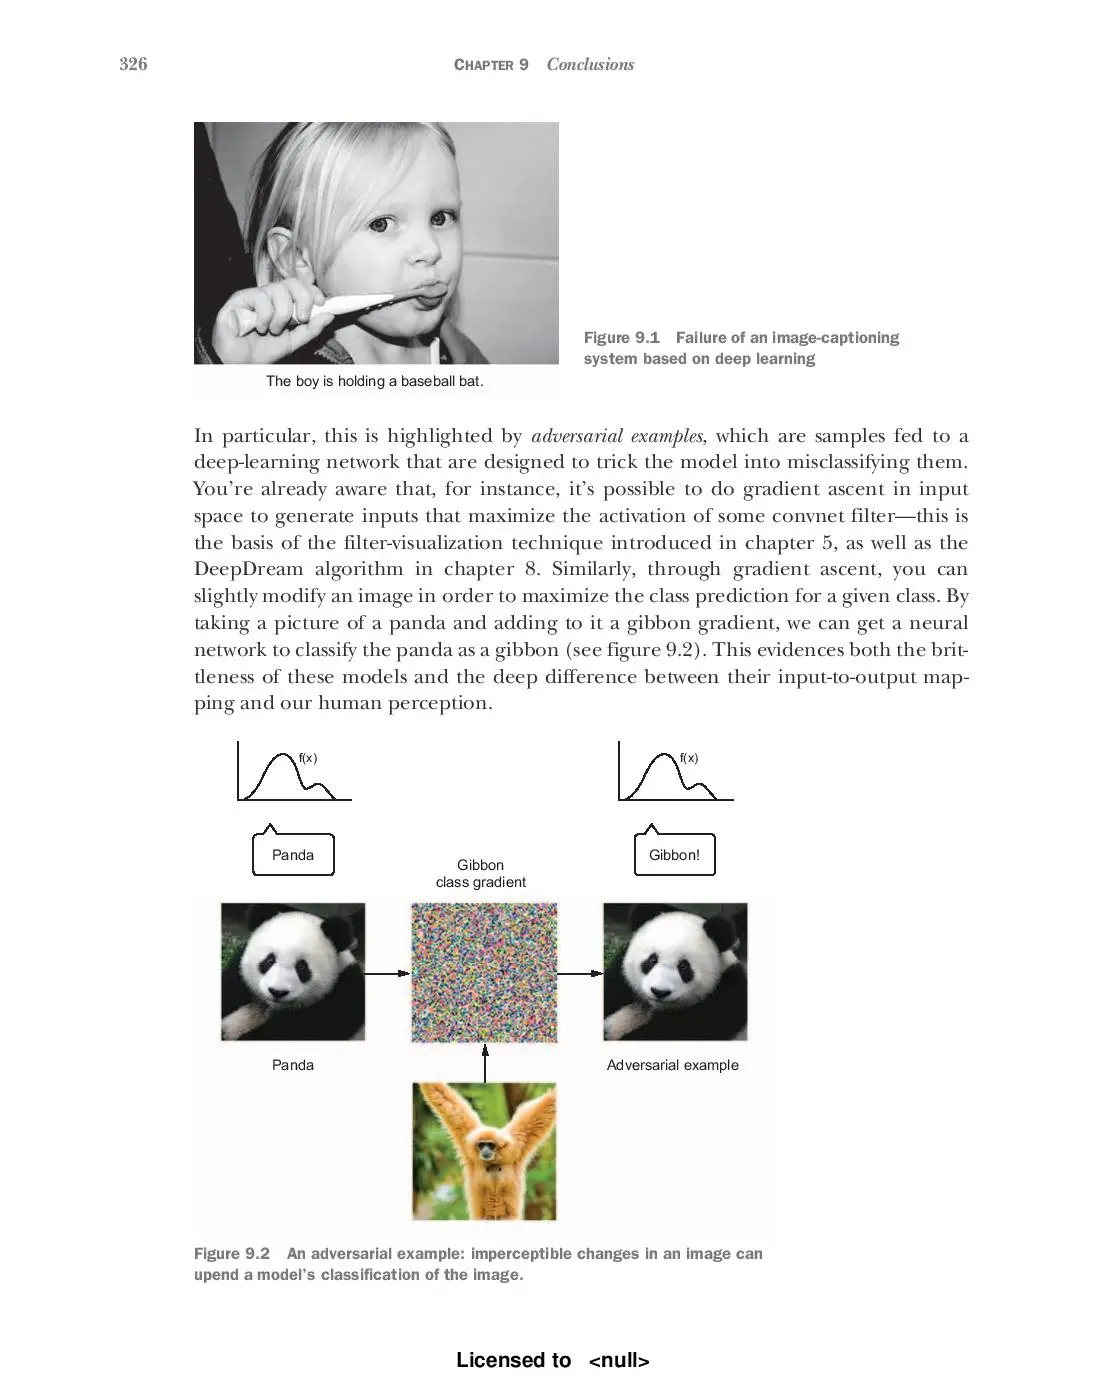 326
CHAPTER 9 Conclusions
Figure 9.1 Failure of an image-captioning
system based on deep learning
The boy is holding a baseball bat.
In particular, this is highlighted by adversarial examples, which are samples fed to a
deep-learning network that are designed to trick the model into misclassifying them.
You’re already aware that, for instance, it’s possible to do gradient ascent in input
space to generate inputs that maximize the activation of some convnet filter—this is
the basis of the filter-visualization technique introduced in chapter 5, as well as the
DeepDream algorithm in chapter 8. Similarly, through gradient ascent, you can
slightly modify an image in order to maximize the class prediction for a given class. By
taking a picture of a panda and adding to it a gibbon gradient, we can get a neural
network to classify the panda as a gibbon (see figure 9.2). This evidences both the brit-
tleness of these models and the deep difference between their input-to-output map-
ping and our human perception.
f(x)
f(x)
Panda
Gibbon!
Gibbon
class gradient
Panda
Adversarial example
Figure 9.2 An adversarial example: imperceptible changes in an image can
upend a model’s classification of the image.
Licensed to <null>